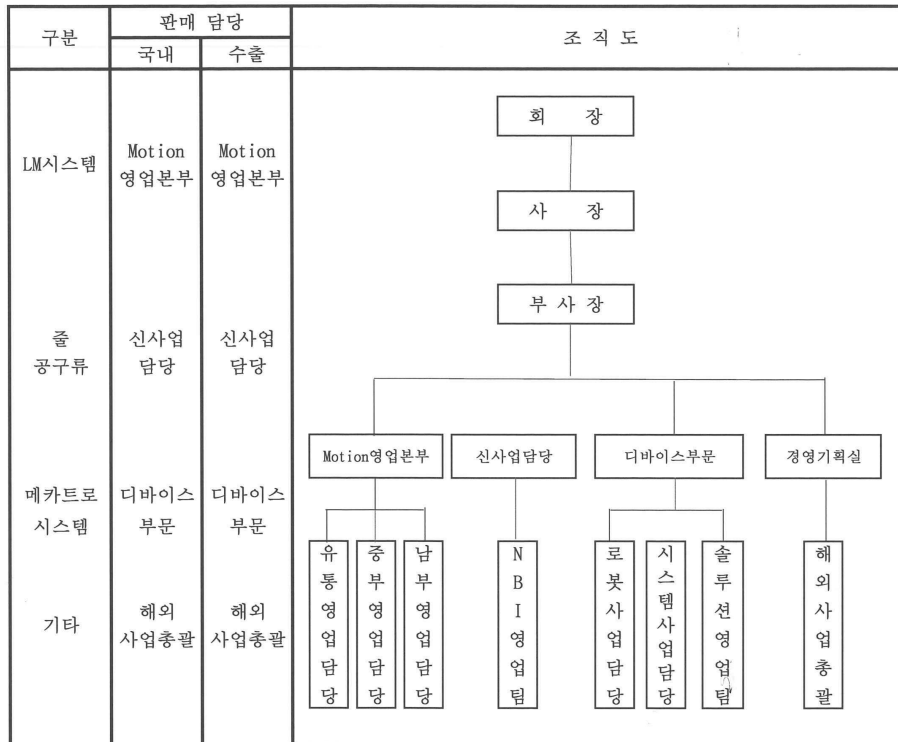 구분
판매 담당
국내
수출
조 직 도
LM시스템
Motion
영업본부
Motion
영업본부
줄
공구류
신사업
담당
신사업
담당
메카트로
시스템
디바이스
부문
디바이스
부문
기타
해외
사업총괄
해외
사업총괄
회 장
사 장
부 사 장
Motion영업본부
신사업담당
디바이스부문
경영기획실
유통영업담당
중부영업담당
남부영업담당
NBI영업팀
로봇사업담당
시스템사업담당
솔루션영업팀
해외사업총괄